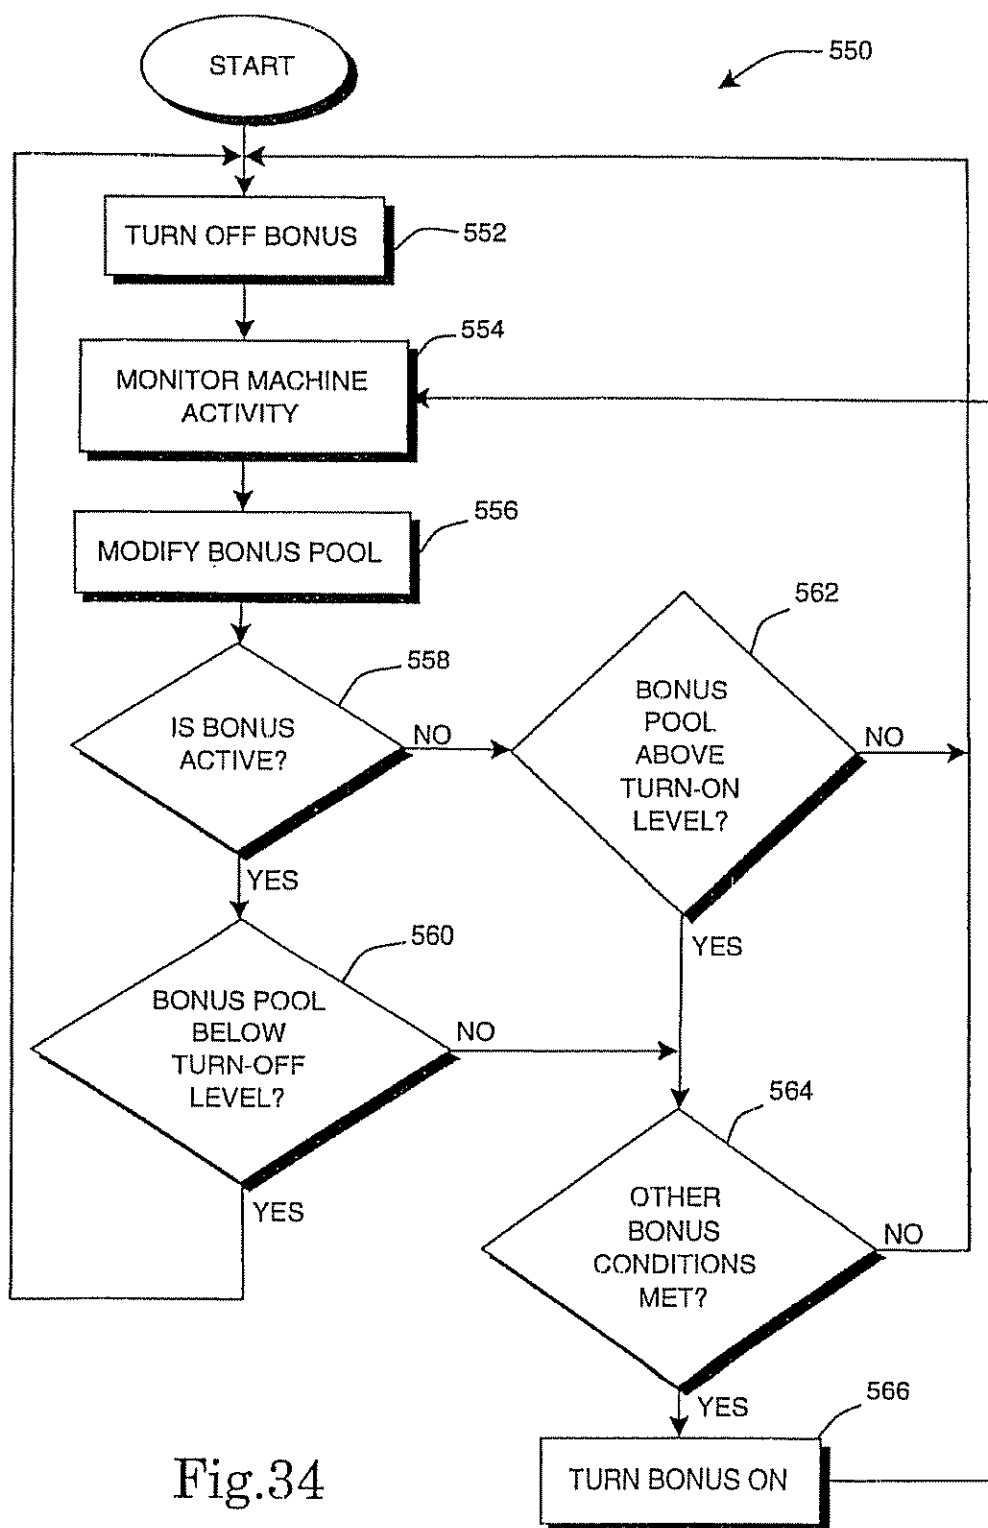 START
550
TURN OFF BONUS
552
554
MONITOR MACHINE
ACTIVITY
556
MODIFY BONUS POOL
562
558
IS BONUS
ACTIVE?
NO
BONUS
POOL
ABOVE
TURN-ON
LEVEL?
NO
YES
YES
560
BONUS POOL
BELOW
TURN-OFF
LEVEL?
NO
YES
564
OTHER
BONUS
CONDITIONS
MET?
NO
YES
566
TURN BONUS ON
Fig.34